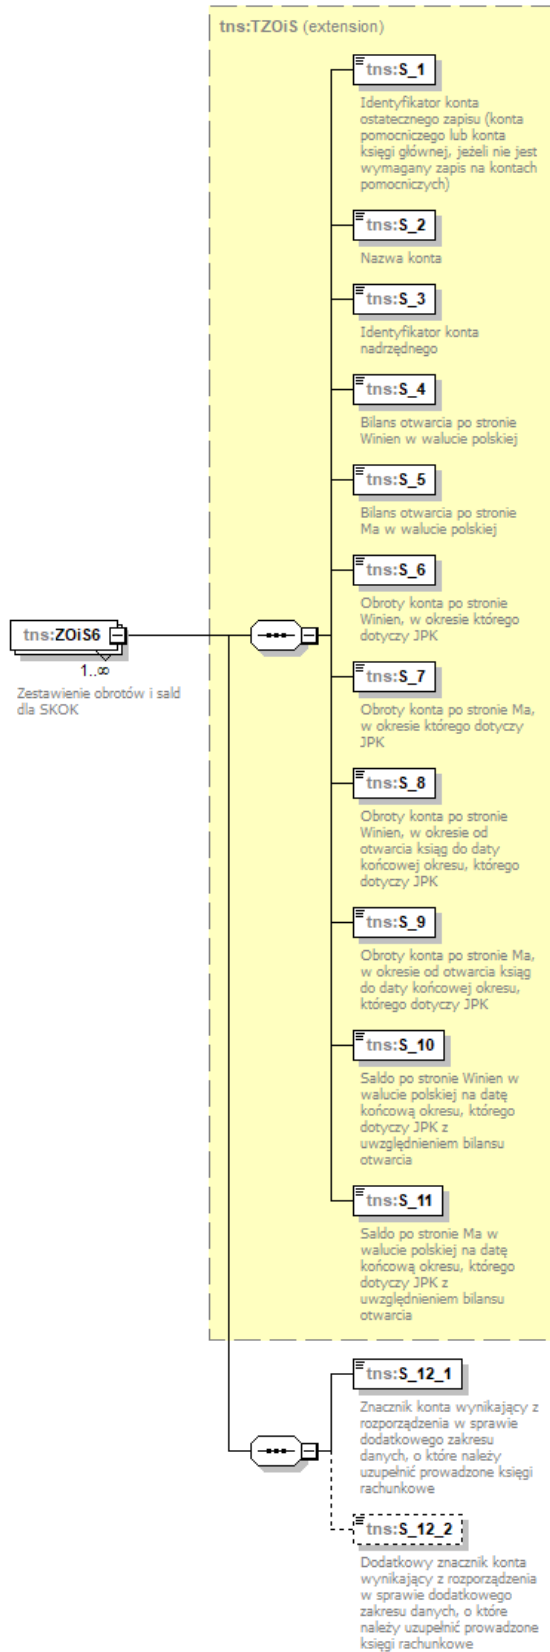 tns:TZOiS (extension)
tns:S_1
Identyfikator konta
ostatecznego zapisu (konta
pomocniczego lub konta
księgi głównej, jeżeli nie jest
wymagany zapis na kontach
pomocniczych)
tns:S_2
Nazwa konta
tns:S_3
Identyfikator konta
nadrzędnego
tns:S_4
Bilans otwarcia po stronie
Winien w walucie polskiej
tns:S_5
Bilans otwarcia po stronie
Ma w walucie polskiej
tns:S_6
Obroty konta po stronie
Winien, w okresie którego
dotyczy JPK
tns:ZOiS6
1..∞
Zestawienie obrotów i sald
dla SKOK
tns:S_7
Obroty konta po stronie Ma,
w okresie którego dotyczy
JPK
tns:S_8
Obroty konta po stronie
Winien, w okresie od
otwarcia ksiąg do daty
końcowej okresu, którego
dotyczy JPK
tns:S_9
Obroty konta po stronie Ma,
w okresie od otwarcia ksiąg
do daty końcowej okresu,
którego dotyczy JPK
tns:S_10
Saldo po stronie Winien w
walucie polskiej na datę
końcową okresu, którego
dotyczy JPK z
uwzględnieniem bilansu
otwarcia
tns:S_11
Saldo po stronie Ma w
walucie polskiej na datę
końcową okresu, którego
dotyczy JPK z
uwzględnieniem bilansu
otwarcia
tns:S_12_1
Znacznik konta wynikający z
rozporządzenia w sprawie
dodatkowego zakresu
danych, o które należy
uzupełnić prowadzone księgi
rachunkowe
tns:S_12_2
Dodatkowy znacznik konta
wynikający z rozporządzenia
w sprawie dodatkowego
zakresu danych, o które
należy uzupełnić prowadzone
księgi rachunkowe